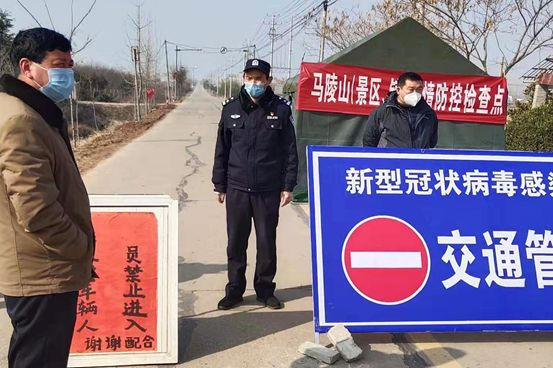 马陵山景区 情防控检查点
新型冠状病毒感
交通管
车辆人
员禁止进入
谢谢配合